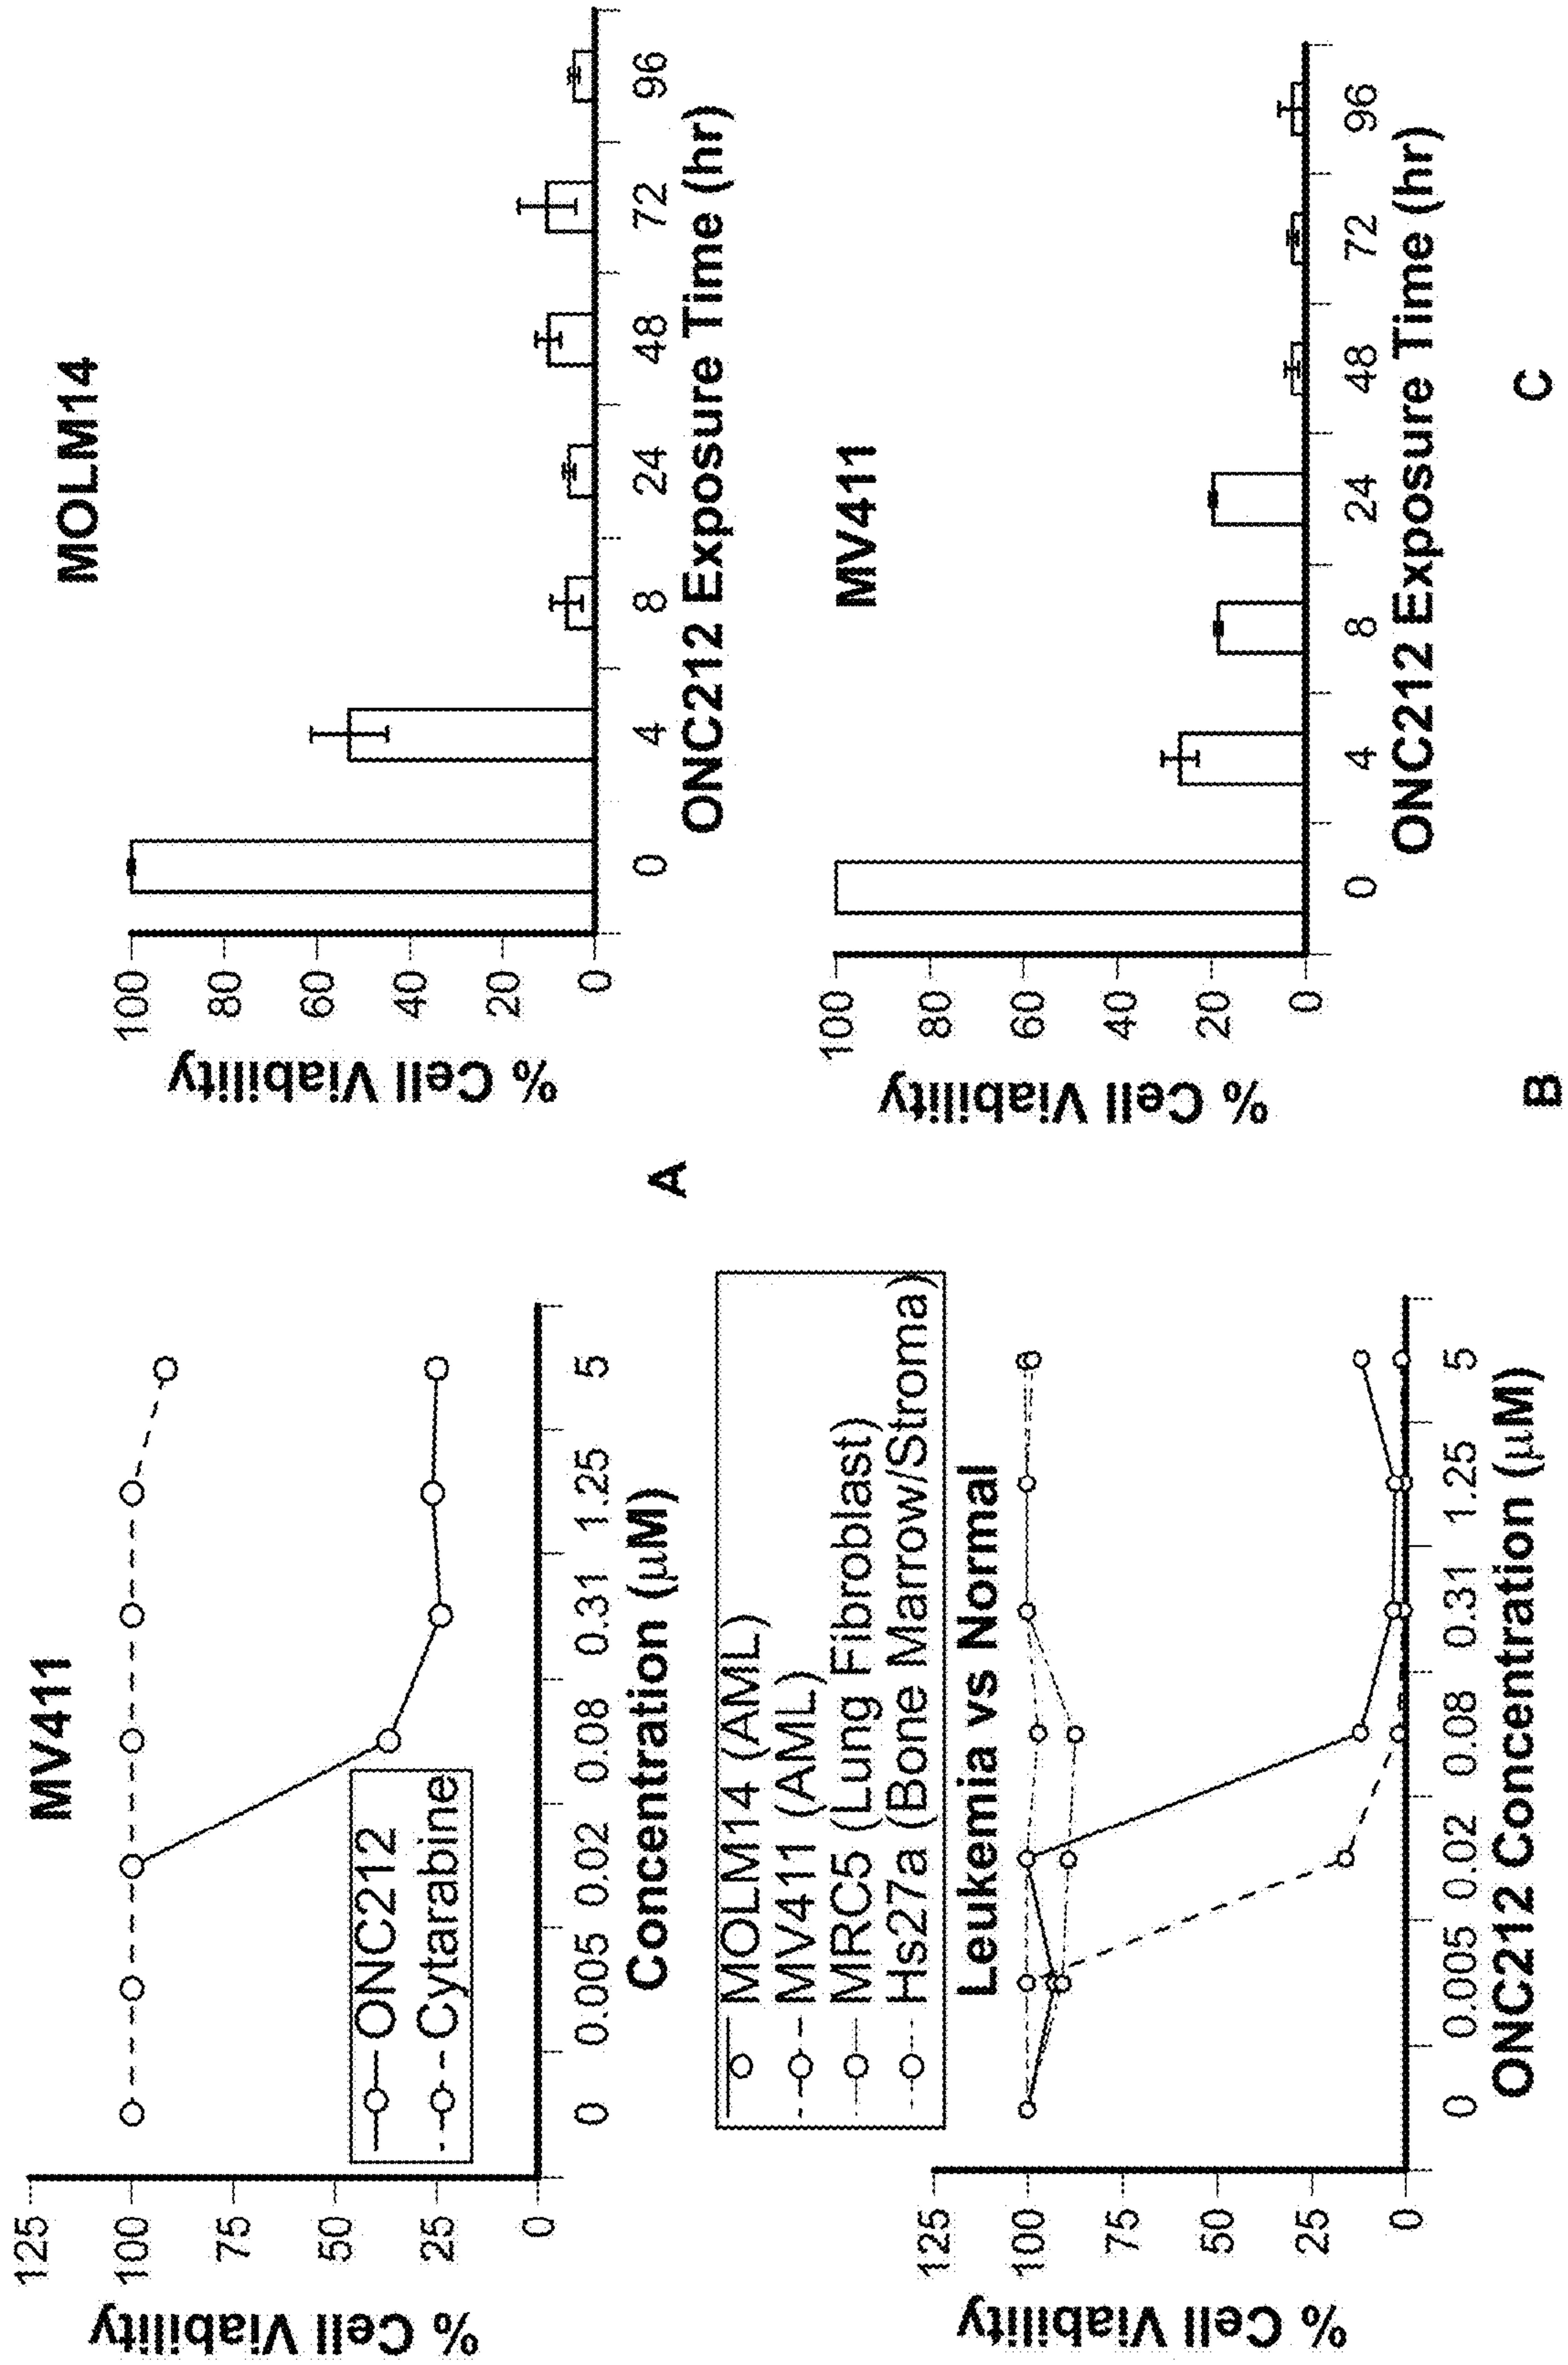 MV411
125
100
75
50
25
0
% Cell Viability
ONC212
Cytarabine
0 0.005 0.02 0.08 0.31 1.25 5
Concentration (μM)
A
MOLM14 (AML)
MV411 (AML)
MRC5 (Lung Fibroblast)
Hs27a (Bone Marrow/Stroma)
Leukemia vs Normal
125
100
75
50
25
0
% Cell Viability
0 0.005 0.02 0.08 0.31 1.25 5
ONC212 Concentration (μM)
B
MOLM14
100
80
60
40
20
0
% Cell Viability
0 4 8 24 48 72 96
ONC212 Exposure Time (hr)
MV411
100
80
60
40
20
0
% Cell Viability
0 4 8 24 48 72 96
ONC212 Exposure Time (hr)
C